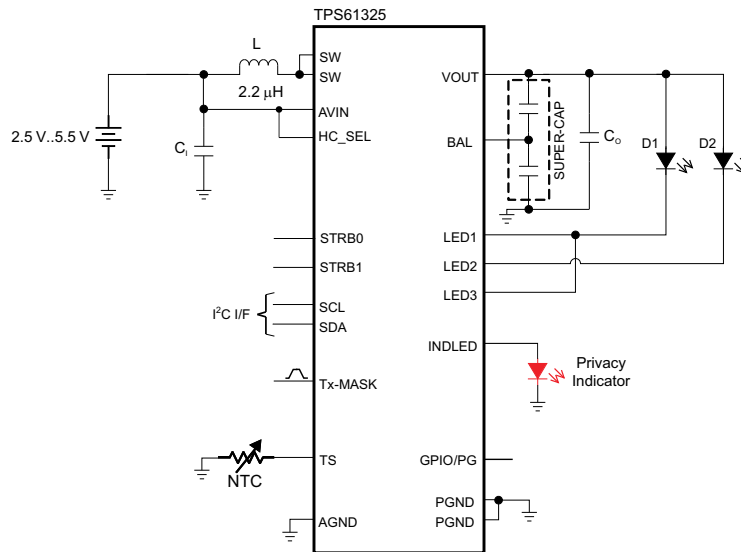 TPS61325
L
2.2 µH
2.5 V..5.5 V
C_I
SW
SW
AVIN
HC_SEL
STRB0
STRB1
I²C I/F
SCL
SDA
Tx-MASK
TS
NTC
AGND
VOUT
BAL
SUPER-CAP
C_O
D1
D2
LED1
LED2
LED3
INDLED
Privacy
Indicator
GPIO/PG
PGND
PGND